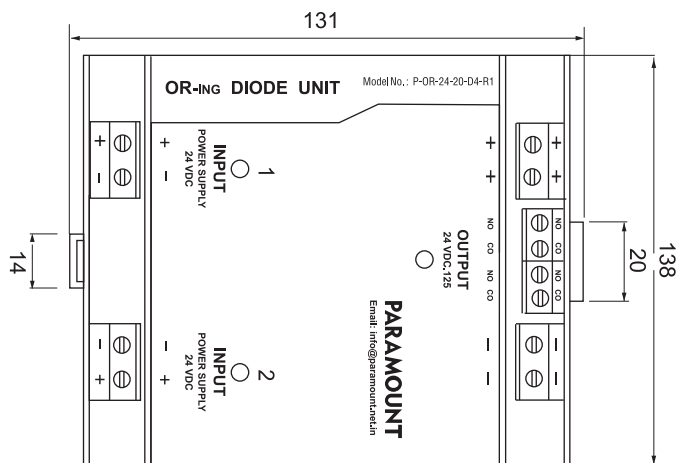 131
OR-ING DIODE UNIT
Model No.: P-OR-24-20-D4-R1
+ -
+ -
INPUT 1
POWER SUPPLY
24 VDC
+ +
+ +
NO CO NO CO
NO CO NO CO
OUTPUT
24 VDC.125
14
138
20
PARAMOUNT
Email: info@paramount.net.in
- +
- +
INPUT 2
POWER SUPPLY
24 VDC
- -
- -